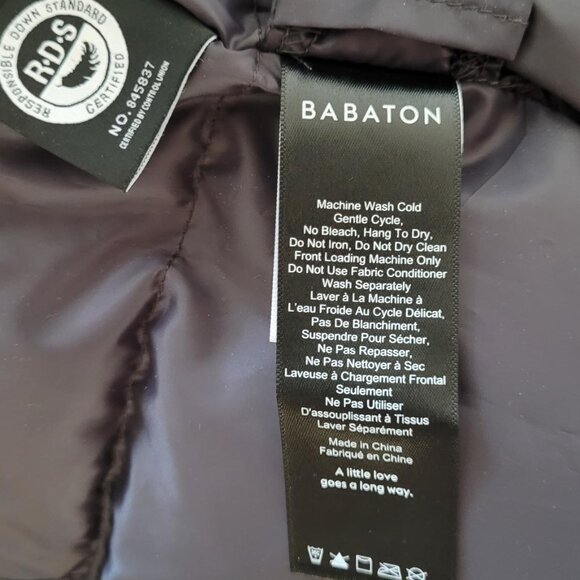 RESPONSIBLE DOWN STANDARD
R·D·S
CERTIFIED
NO. 845837
CERTIFIED BY CONTROL UNION
BABATON
Machine Wash Cold
Gentle Cycle,
No Bleach, Hang To Dry,
Do Not Iron, Do Not Dry Clean
Front Loading Machine Only
Do Not Use Fabric Conditioner
Wash Separately
Laver à La Machine à
L'eau Froide Au Cycle Délicat,
Pas De Blanchiment,
Suspendre Pour Sécher,
Ne Pas Repasser,
Ne Pas Nettoyer à Sec
Laveuse à Chargement Frontal
Seulement
Ne Pas Utiliser
D'assouplissant à Tissus
Laver Séparément
Made in China
Fabriqué en Chine
A little love
goes a long way.